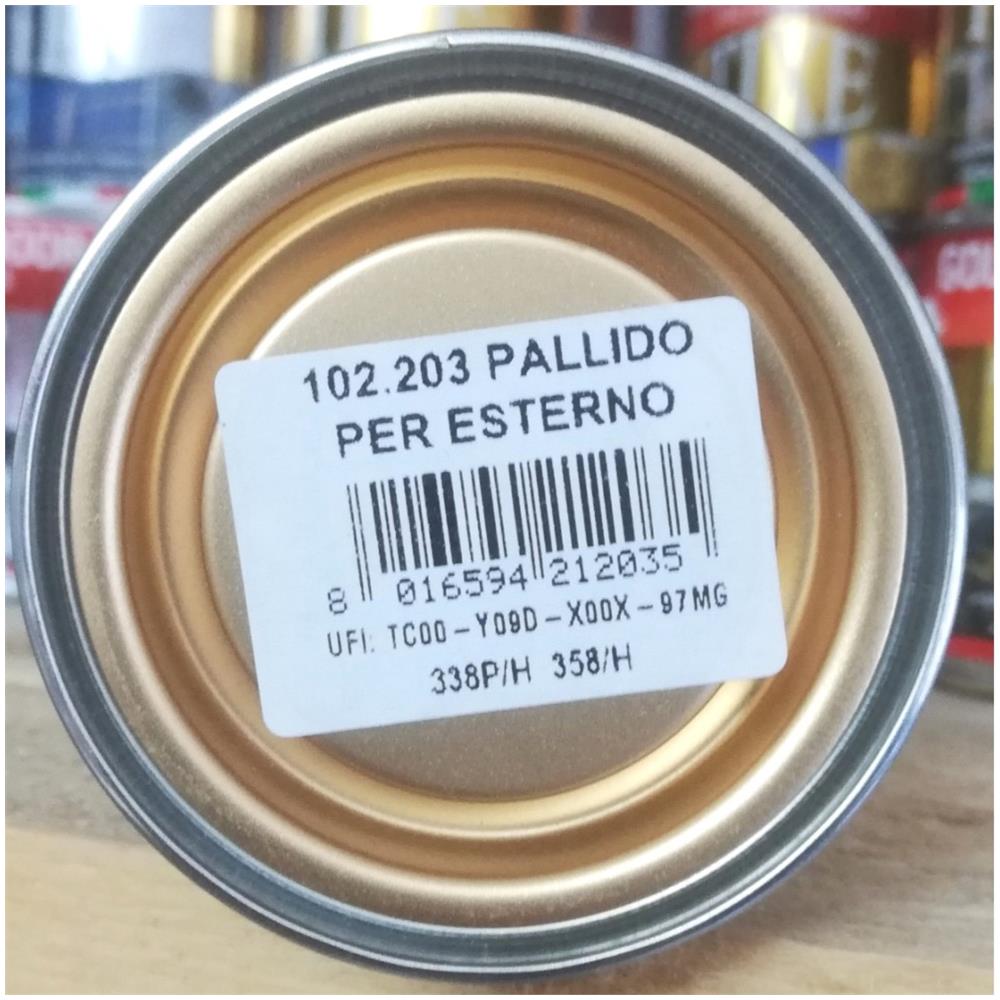 102.203 PALLIDO
PER ESTERNO
8 016594 212035
UFI: TC00-Y09D-X00X-97MG
338P/H 358/H